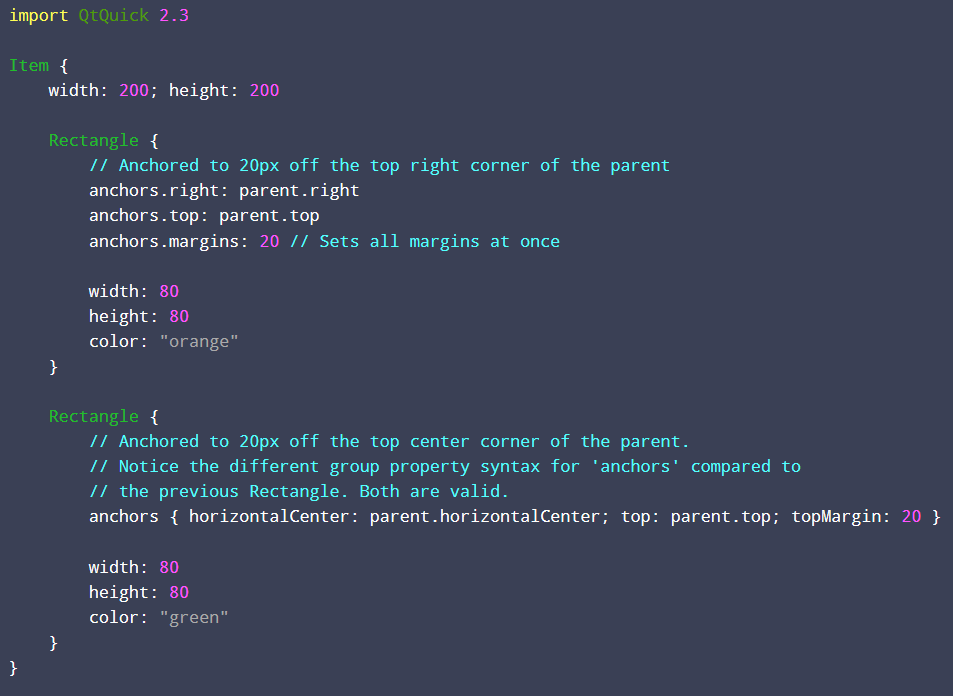 import QtQuick 2.3
Item {
width: 200; height: 200
Rectangle {
// Anchored to 20px off the top right corner of the parent
anchors.right: parent.right
anchors.top: parent.top
anchors.margins: 20 // Sets all margins at once
width: 80
height: 80
color: "orange"
}
Rectangle {
// Anchored to 20px off the top center corner of the parent.
// Notice the different group property syntax for 'anchors' compared to
// the previous Rectangle. Both are valid.
anchors { horizontalCenter: parent.horizontalCenter; top: parent.top; topMargin: 20 }
width: 80
height: 80
color: "green"
}
}